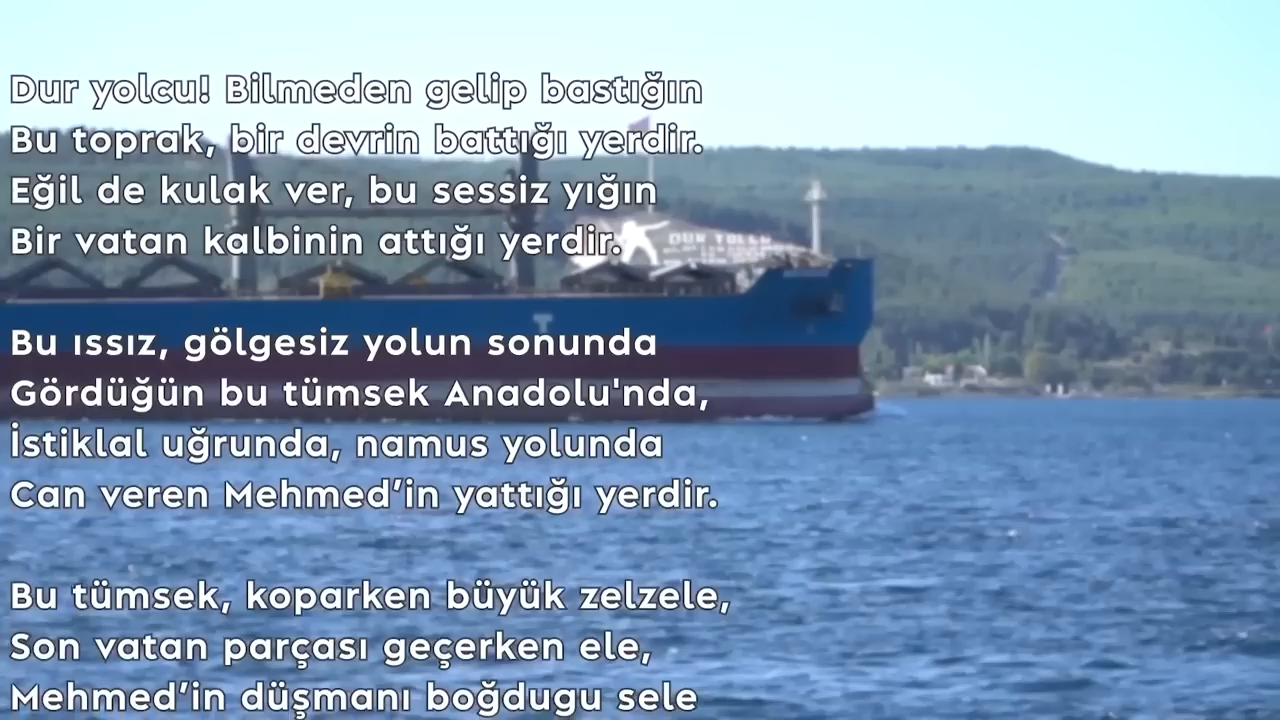 Dur yolcu! Bilmeden gelip bastığın
Bu toprak, bir devrin battığı yerdir.
Eğil de kulak ver, bu sessiz yığın
Bir vatan kalbinin attığı yerdir.
DUR YOLCU
Bu ıssız, gölgesiz yolun sonunda
Gördüğün bu tümsek Anadolu'nda,
İstiklal uğrunda, namus yolunda
Can veren Mehmed’in yattığı yerdir.
Bu tümsek, koparken büyük zelzele,
Son vatan parçası geçerken ele,
Mehmed’in düşmanı boğdugu sele